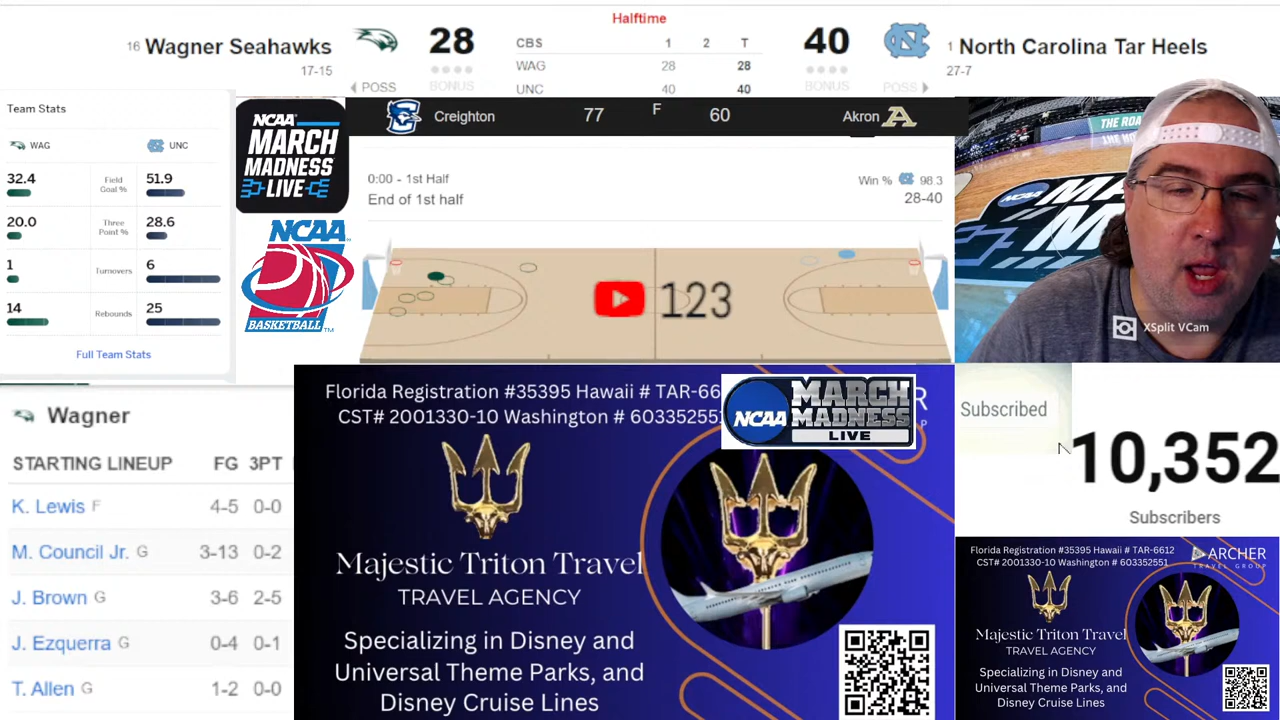 Halftime
16 Wagner Seahawks
17-15
28
POSS
BONUS
CBS 1 2 T
WAG 28 28
UNC 40 40
40
BONUS
POSS
1 North Carolina Tar Heels
27-7
Team Stats
WAG UNC
32.4 Field Goal % 51.9
20.0 Three Point % 28.6
1 Turnovers 6
14 Rebounds 25
Full Team Stats
NCAA
MARCH
MADNESS
LIVE
NCAA
BASKETBALL TM
Creighton 77 F 60 Akron
0:00 - 1st Half
End of 1st half
Win % 98.3
28-40
123
THE ROA
NCAA
XSplit VCam
Wagner
STARTING LINEUP FG 3PT
K. Lewis F 4-5 0-0
M. Council Jr. G 3-13 0-2
J. Brown G 3-6 2-5
J. Ezquerra G 0-4 0-1
T. Allen G 1-2 0-0
Florida Registration #35395 Hawaii # TAR-661
CST# 2001330-10 Washington # 603352551
NCAA MARCH
MADNESS
LIVE
Majestic Triton Travel
TRAVEL AGENCY
Specializing in Disney and
Universal Theme Parks, and
Disney Cruise Lines
Subscribed
10,352
Subscribers
Florida Registration #35395 Hawaii # TAR-6612
CST# 2001330-10 Washington # 603352551
ARCHER
TRAVEL GROUP
Majestic Triton Travel
TRAVEL AGENCY
Specializing in Disney and
Universal Theme Parks, and
Disney Cruise Lines